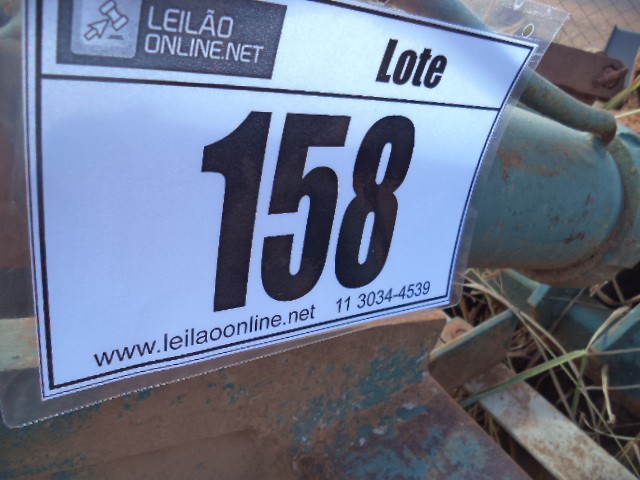 LEILÃO
ONLINE.NET
Lote
158
www.leilaoonline.net 11 3034-4539